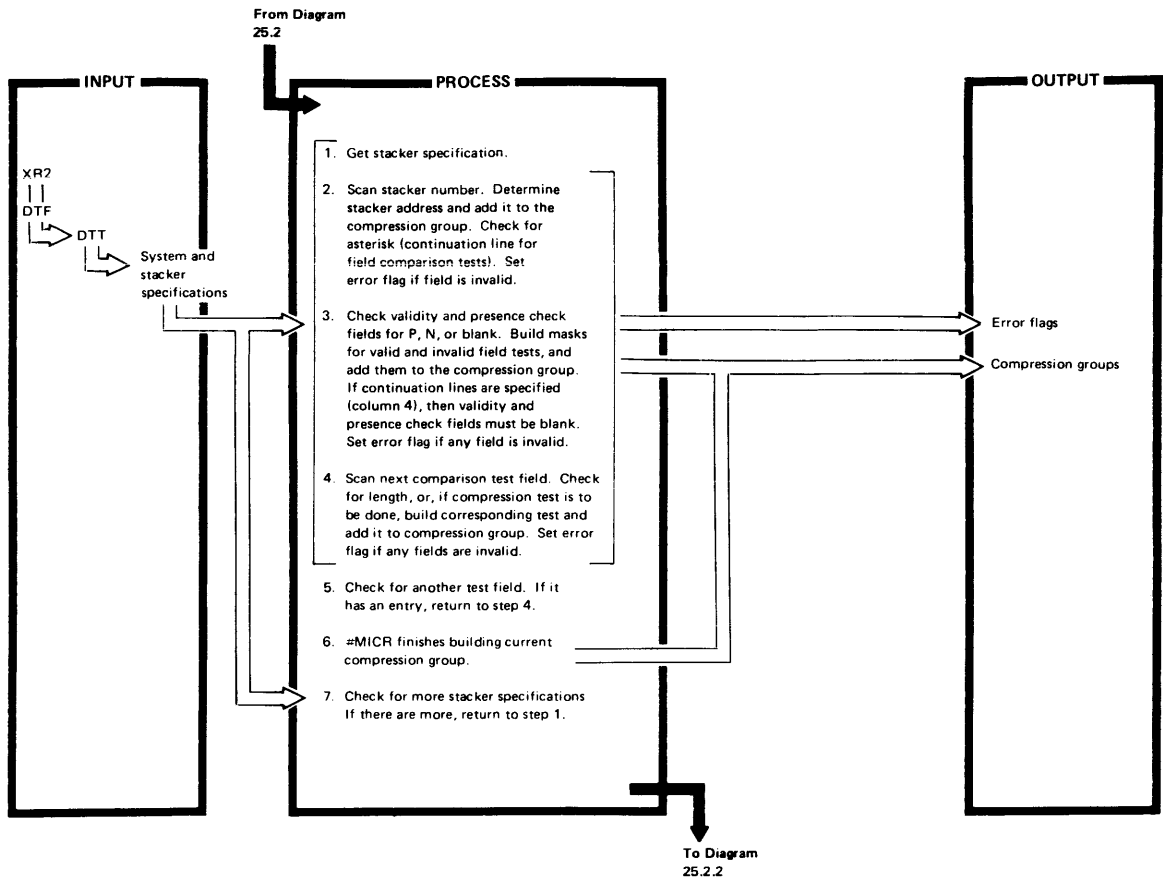 From Diagram
25.2
INPUT
PROCESS
OUTPUT
XR2
DTF
DTT
System and
stacker
specifications
1. Get stacker specification.
2. Scan stacker number. Determine
stacker address and add it to the
compression group. Check for
asterisk (continuation line for
field comparison tests). Set
error flag if field is invalid.
3. Check validity and presence check
fields for P, N, or blank. Build masks
for valid and invalid field tests, and
add them to the compression group.
If continuation lines are specified
(column 4), then validity and
presence check fields must be blank.
Set error flag if any field is invalid.
4. Scan next comparison test field. Check
for length, or, if compression test is to
be done, build corresponding test and
add it to compression group. Set error
flag if any fields are invalid.
5. Check for another test field. If it
has an entry, return to step 4.
6. #MICR finishes building current
compression group.
7. Check for more stacker specifications
If there are more, return to step 1.
Error flags
Compression groups
To Diagram
25.2.2